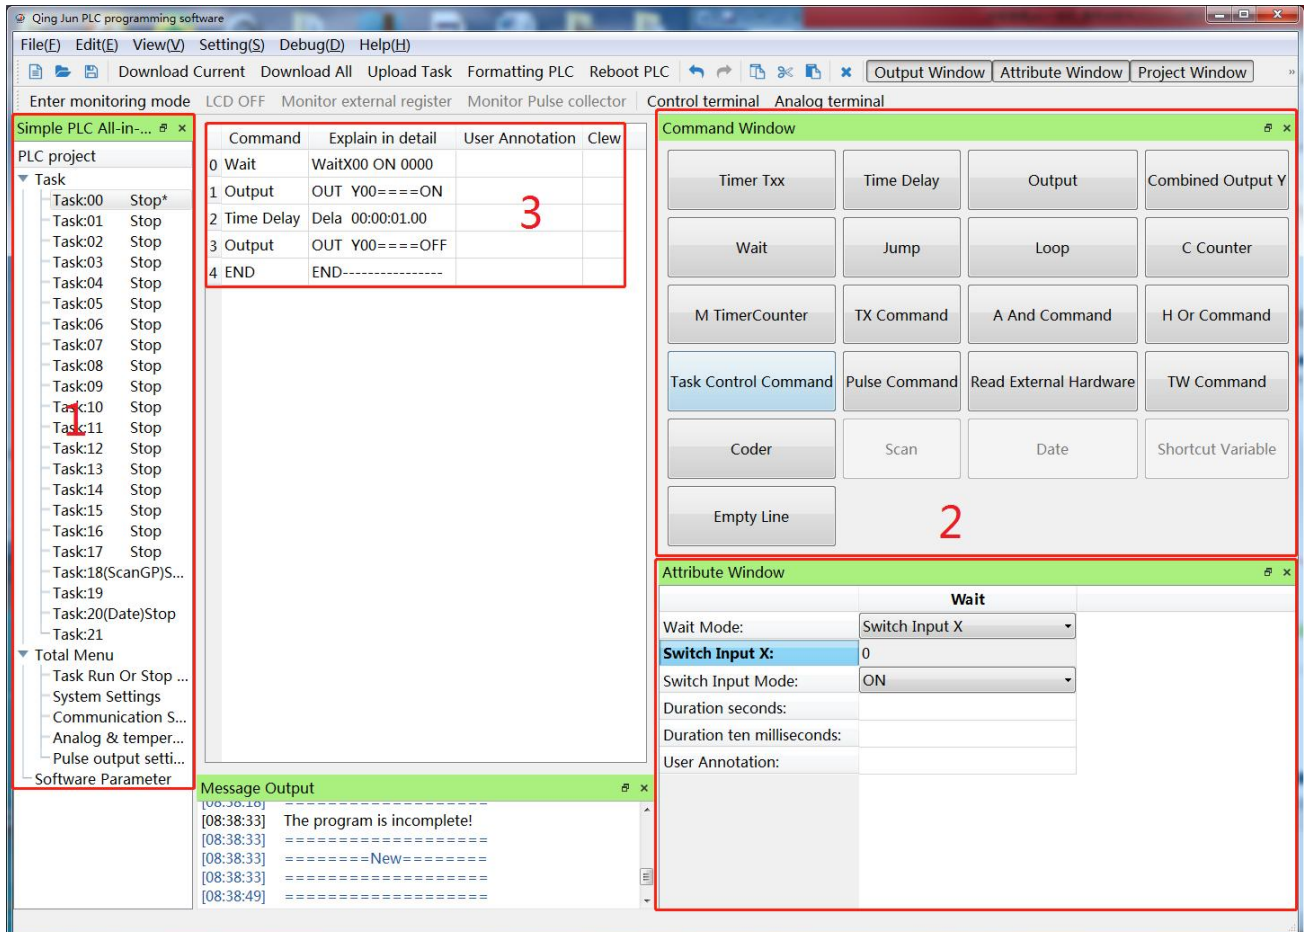 Qing Jun PLC programming software
File(F) Edit(E) View(V) Setting(S) Debug(D) Help(H)
Download Current Download All Upload Task Formatting PLC Reboot PLC Output Window Attribute Window Project Window »
Enter monitoring mode LCD OFF Monitor external register Monitor Pulse collector Control terminal Analog terminal
Simple PLC All-in-...
PLC project
Task
Task:00 Stop*
Task:01 Stop
Task:02 Stop
Task:03 Stop
Task:04 Stop
Task:05 Stop
Task:06 Stop
Task:07 Stop
Task:08 Stop
Task:09 Stop
Task:10 Stop
Task:11 Stop
Task:12 Stop
Task:13 Stop
Task:14 Stop
Task:15 Stop
Task:16 Stop
Task:17 Stop
Task:18(ScanGP)S...
Task:19
Task:20(Date)Stop
Task:21
Total Menu
Task Run Or Stop ...
System Settings
Communication S...
Analog & temper...
Pulse output setti...
Software Parameter
1
Command Explain in detail User Annotation Clew
0 Wait WaitX00 ON 0000
1 Output OUT Y00====ON
2 Time Delay Dela 00:00:01.00
3 Output OUT Y00====OFF
4 END END----------------
3
Message Output
[08:38:18] ===================
[08:38:33] The program is incomplete!
[08:38:33] ===================
[08:38:33] ========New========
[08:38:33] ===================
[08:38:49] ===================
Command Window
Timer Txx Time Delay Output Combined Output Y
Wait Jump Loop C Counter
M TimerCounter TX Command A And Command H Or Command
Task Control Command Pulse Command Read External Hardware TW Command
Coder Scan Date Shortcut Variable
Empty Line
2
Attribute Window
Wait
Wait Mode: Switch Input X
Switch Input X: 0
Switch Input Mode: ON
Duration seconds:
Duration ten milliseconds:
User Annotation: